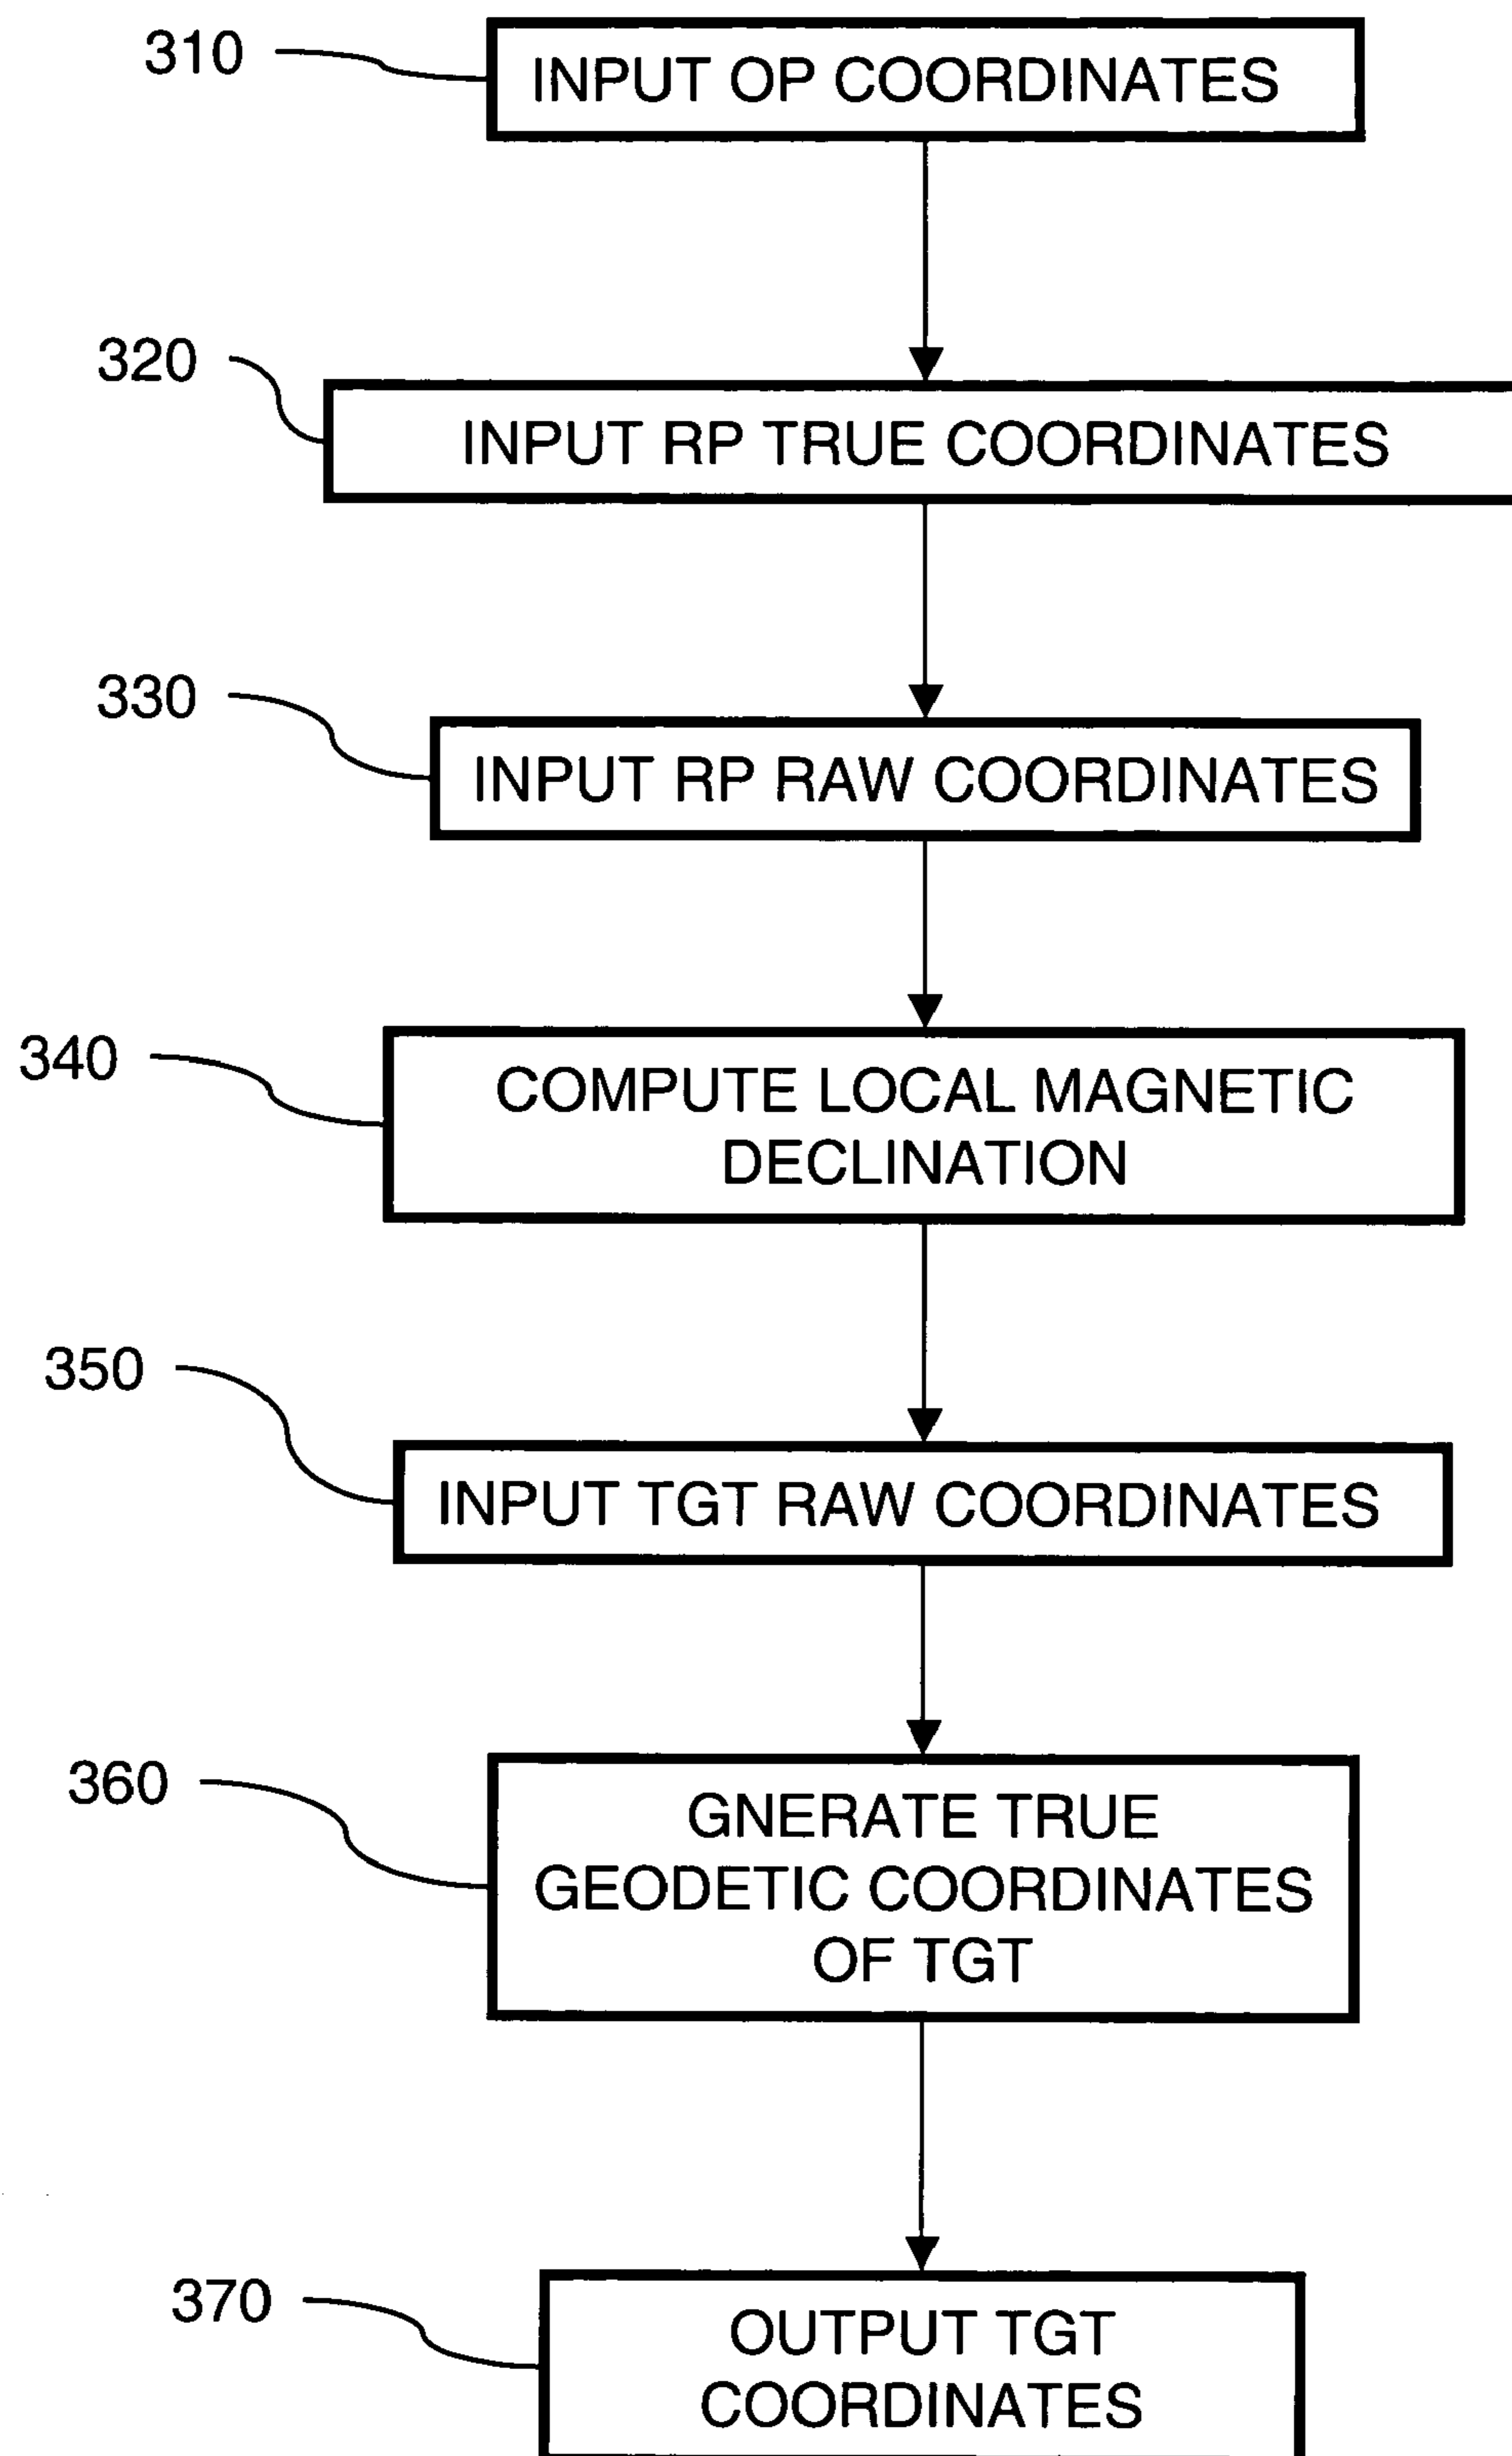 310
INPUT OP COORDINATES
320
INPUT RP TRUE COORDINATES
330
INPUT RP RAW COORDINATES
340
COMPUTE LOCAL MAGNETIC
DECLINATION
350
INPUT TGT RAW COORDINATES
360
GNERATE TRUE
GEODETIC COORDINATES
OF TGT
370
OUTPUT TGT
COORDINATES